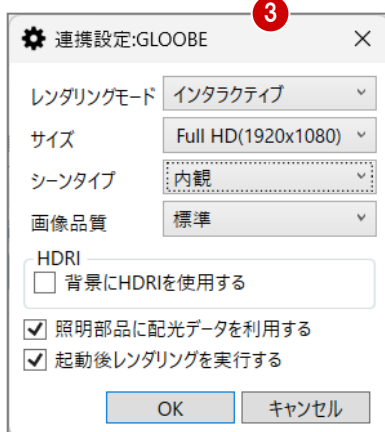 3
連携設定:GLOOBE
レンダリングモード インタラクティブ
サイズ Full HD(1920x1080)
シーンタイプ 内観
画像品質 標準
HDRI
背景にHDRIを使用する
照明部品に配光データを利用する
起動後レンダリングを実行する
OK キャンセル